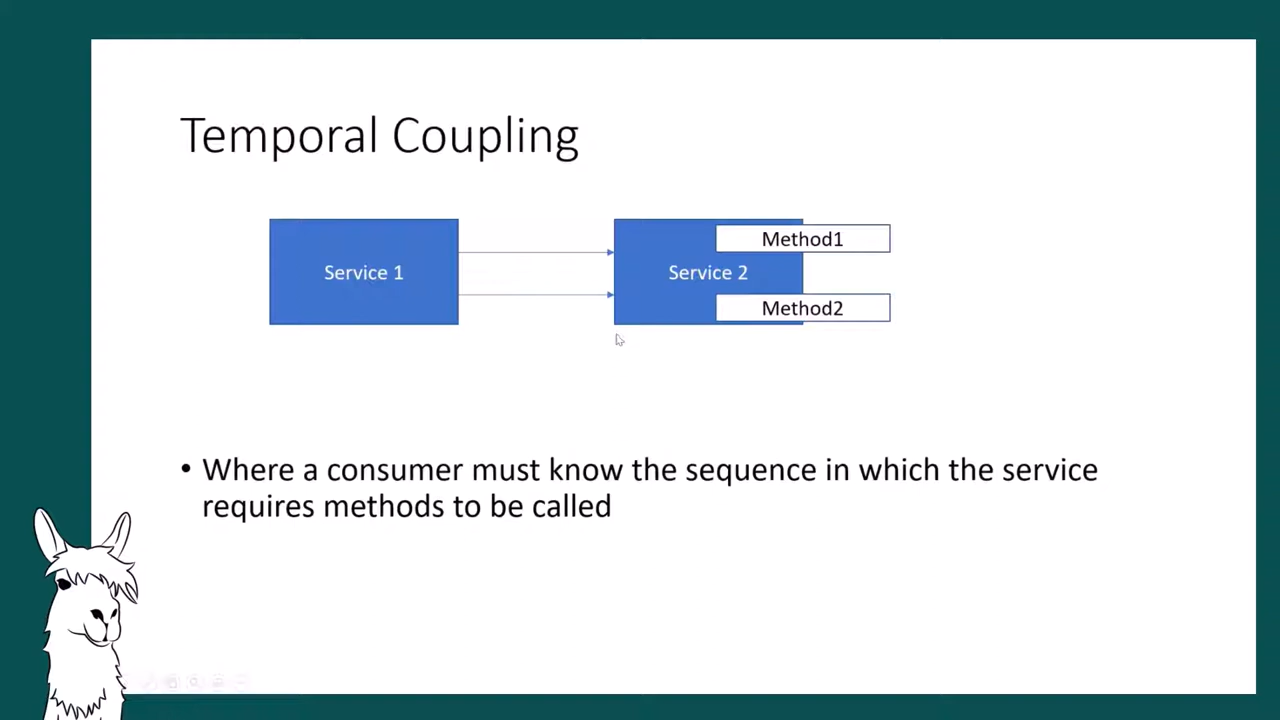 Temporal Coupling
Service 1
Service 2
Method1
Method2
• Where a consumer must know the sequence in which the service
requires methods to be called